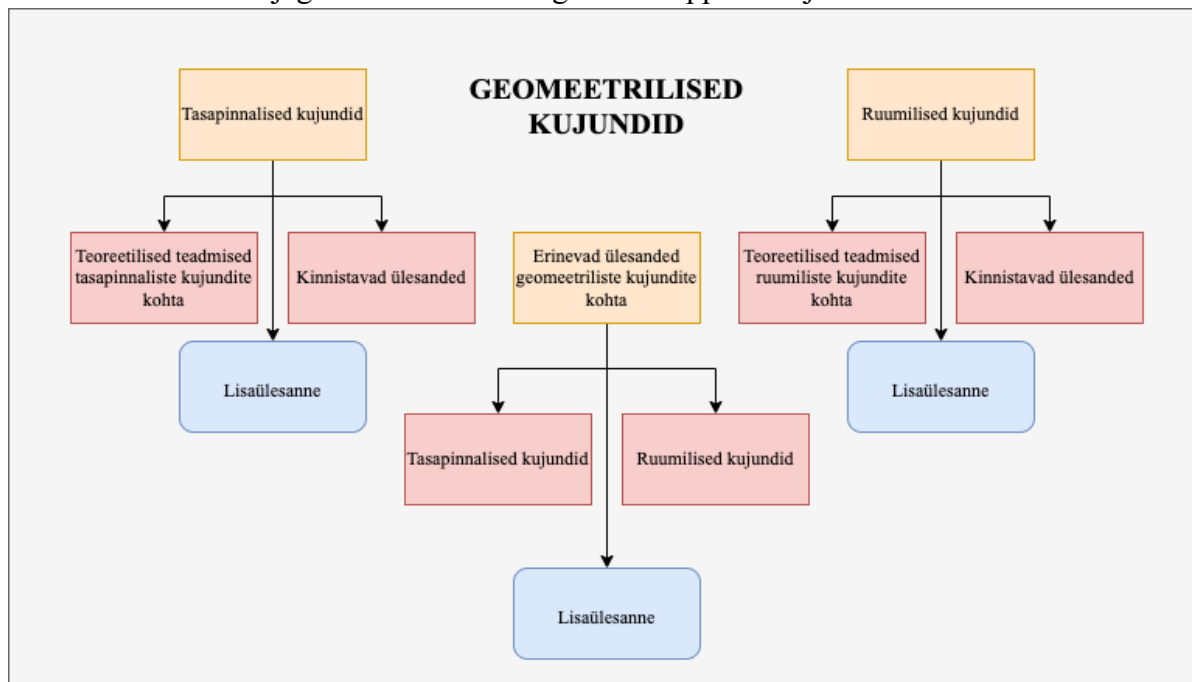 GEOMEETRILISED
KUJUNDID
Tasapinnalised kujundid
Ruumilised kujundid
Teoreetilised teadmised
tasapinnaliste kujundite
kohta
Kinnistavad ülesanded
Erinevad ülesanded
geomeetriliste kujundite
kohta
Teoreetilised teadmised
ruumiliste kujundite
kohta
Kinnistavad ülesanded
Lisaülesanne
Lisaülesanne
Tasapinnalised kujundid
Ruumilised kujundid
Lisaülesanne